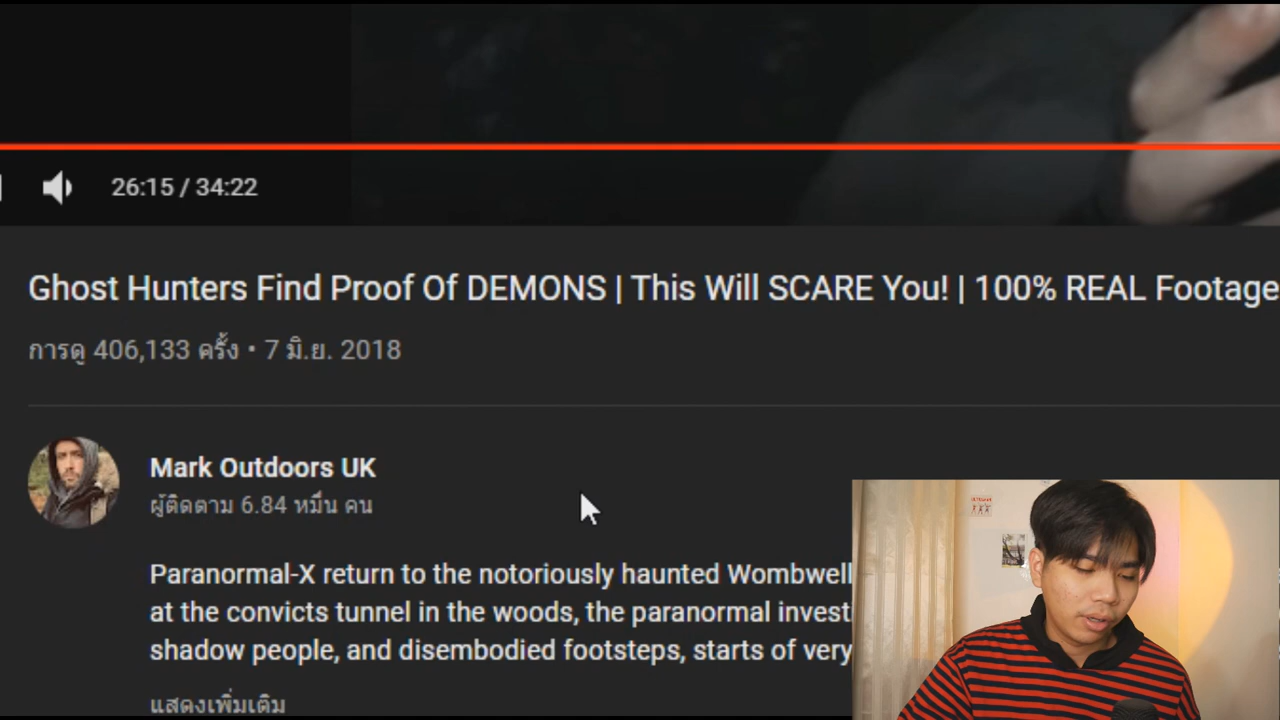 26:15 / 34:22
Ghost Hunters Find Proof Of DEMONS | This Will SCARE You! | 100% REAL Footage
การดู 406,133 ครั้ง • 7 มิ.ย. 2018
Mark Outdoors UK
ผู้ติดตาม 6.84 หมื่น คน
Paranormal-X return to the notoriously haunted Wombwell
at the convicts tunnel in the woods, the paranormal investi
shadow people, and disembodied footsteps, starts of very
แสดงเพิ่มเติม